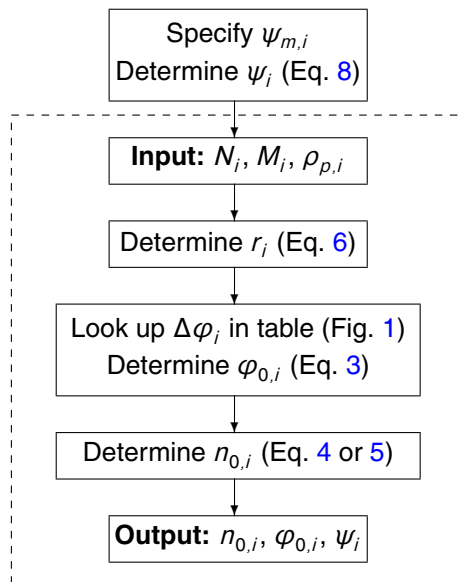 Specify ψm,i
Determine ψi (Eq. 8)
Input: Ni, Mi, ρp,i
Determine ri (Eq. 6)
Look up Δφi in table (Fig. 1)
Determine φ0,i (Eq. 3)
Determine n0,i (Eq. 4 or 5)
Output: n0,i, φ0,i, ψi